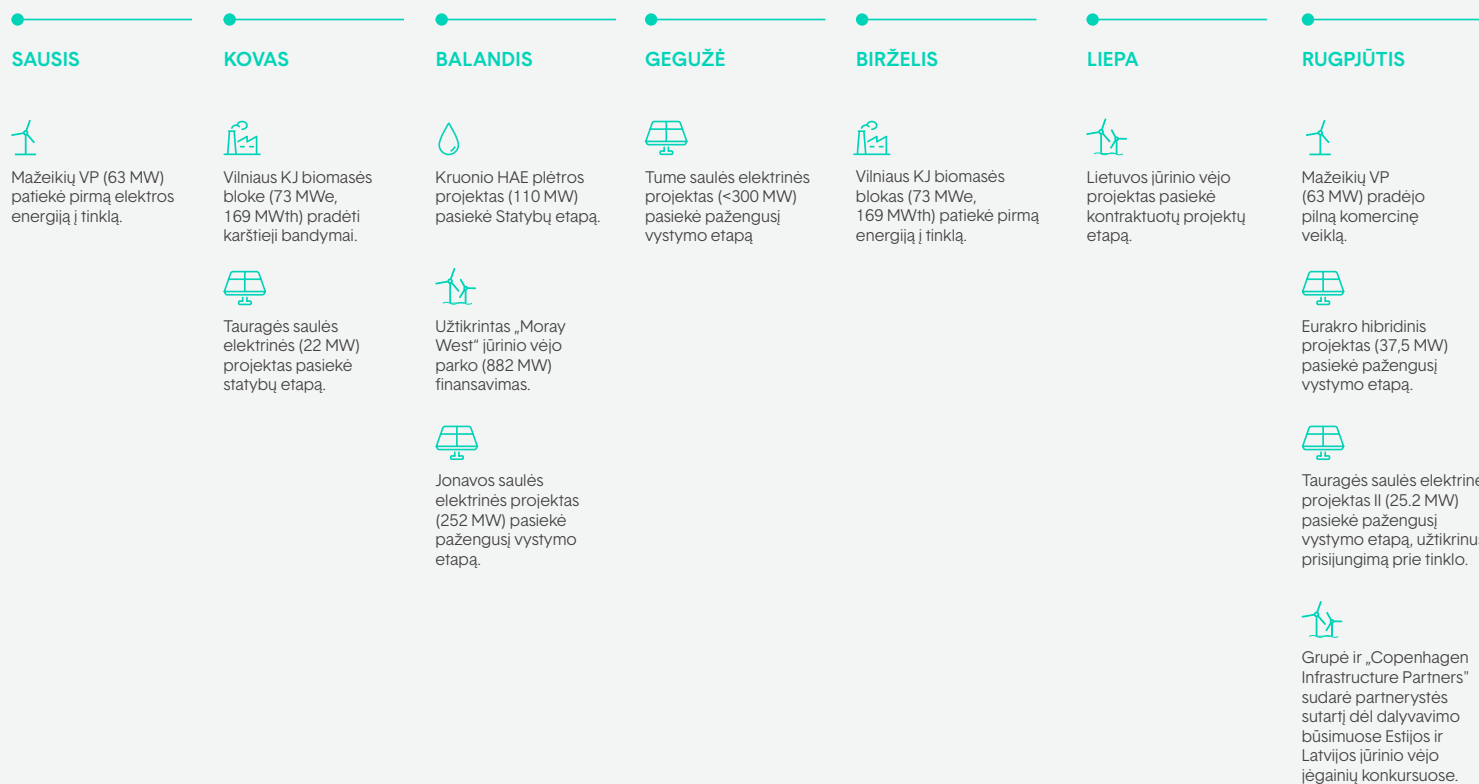 SAUSIS
Mažeikių VP (63 MW)
patiekė pirmą elektros
energiją į tinklą.
KOVAS
Vilniaus KJ biomasės
bloke (73 MWe,
169 MWth) pradėti
karštieji bandymai.
Tauragės saulės
elektrinės (22 MW)
projektas pasiekė
statybų etapą.
BALANDIS
Kruonio HAE plėtros
projektas (110 MW)
pasiekė Statybų etapą.
Užtikrintas „Moray
West“ jūrinio vėjo
parko (882 MW)
finansavimas.
Jonavos saulės
elektrinės projektas
(252 MW) pasiekė
pažengusį vystymo
etapą.
GEGUŽĖ
Tume saulės elektrinės
projektas (<300 MW)
pasiekė pažengusį
vystymo etapą
BIRŽELIS
Vilniaus KJ biomasės
blokas (73 MWe,
169 MWth) patiekė pirmą
energiją į tinklą.
LIEPA
Lietuvos jūrinio vėjo
projektas pasiekė
kontraktuotų projektų
etapą.
RUGPJŪTIS
Mažeikių VP
(63 MW) pradėjo
pilną komercinę
veiklą.
Eurakro hibridinis
projektas (37,5 MW)
pasiekė pažengusį
vystymo etapą.
Tauragės saulės elektrinė
projektas II (25.2 MW)
pasiekė pažengusį
vystymo etapą, užtikrinus
prisijungimą prie tinklo.
Grupė ir „Copenhagen
Infrastructure Partners"
sudarė partnerystės
sutartį dėl dalyvavimo
būsimuose Estijos ir
Latvijos jūrinio vėjo
jėgainių konkursuose.